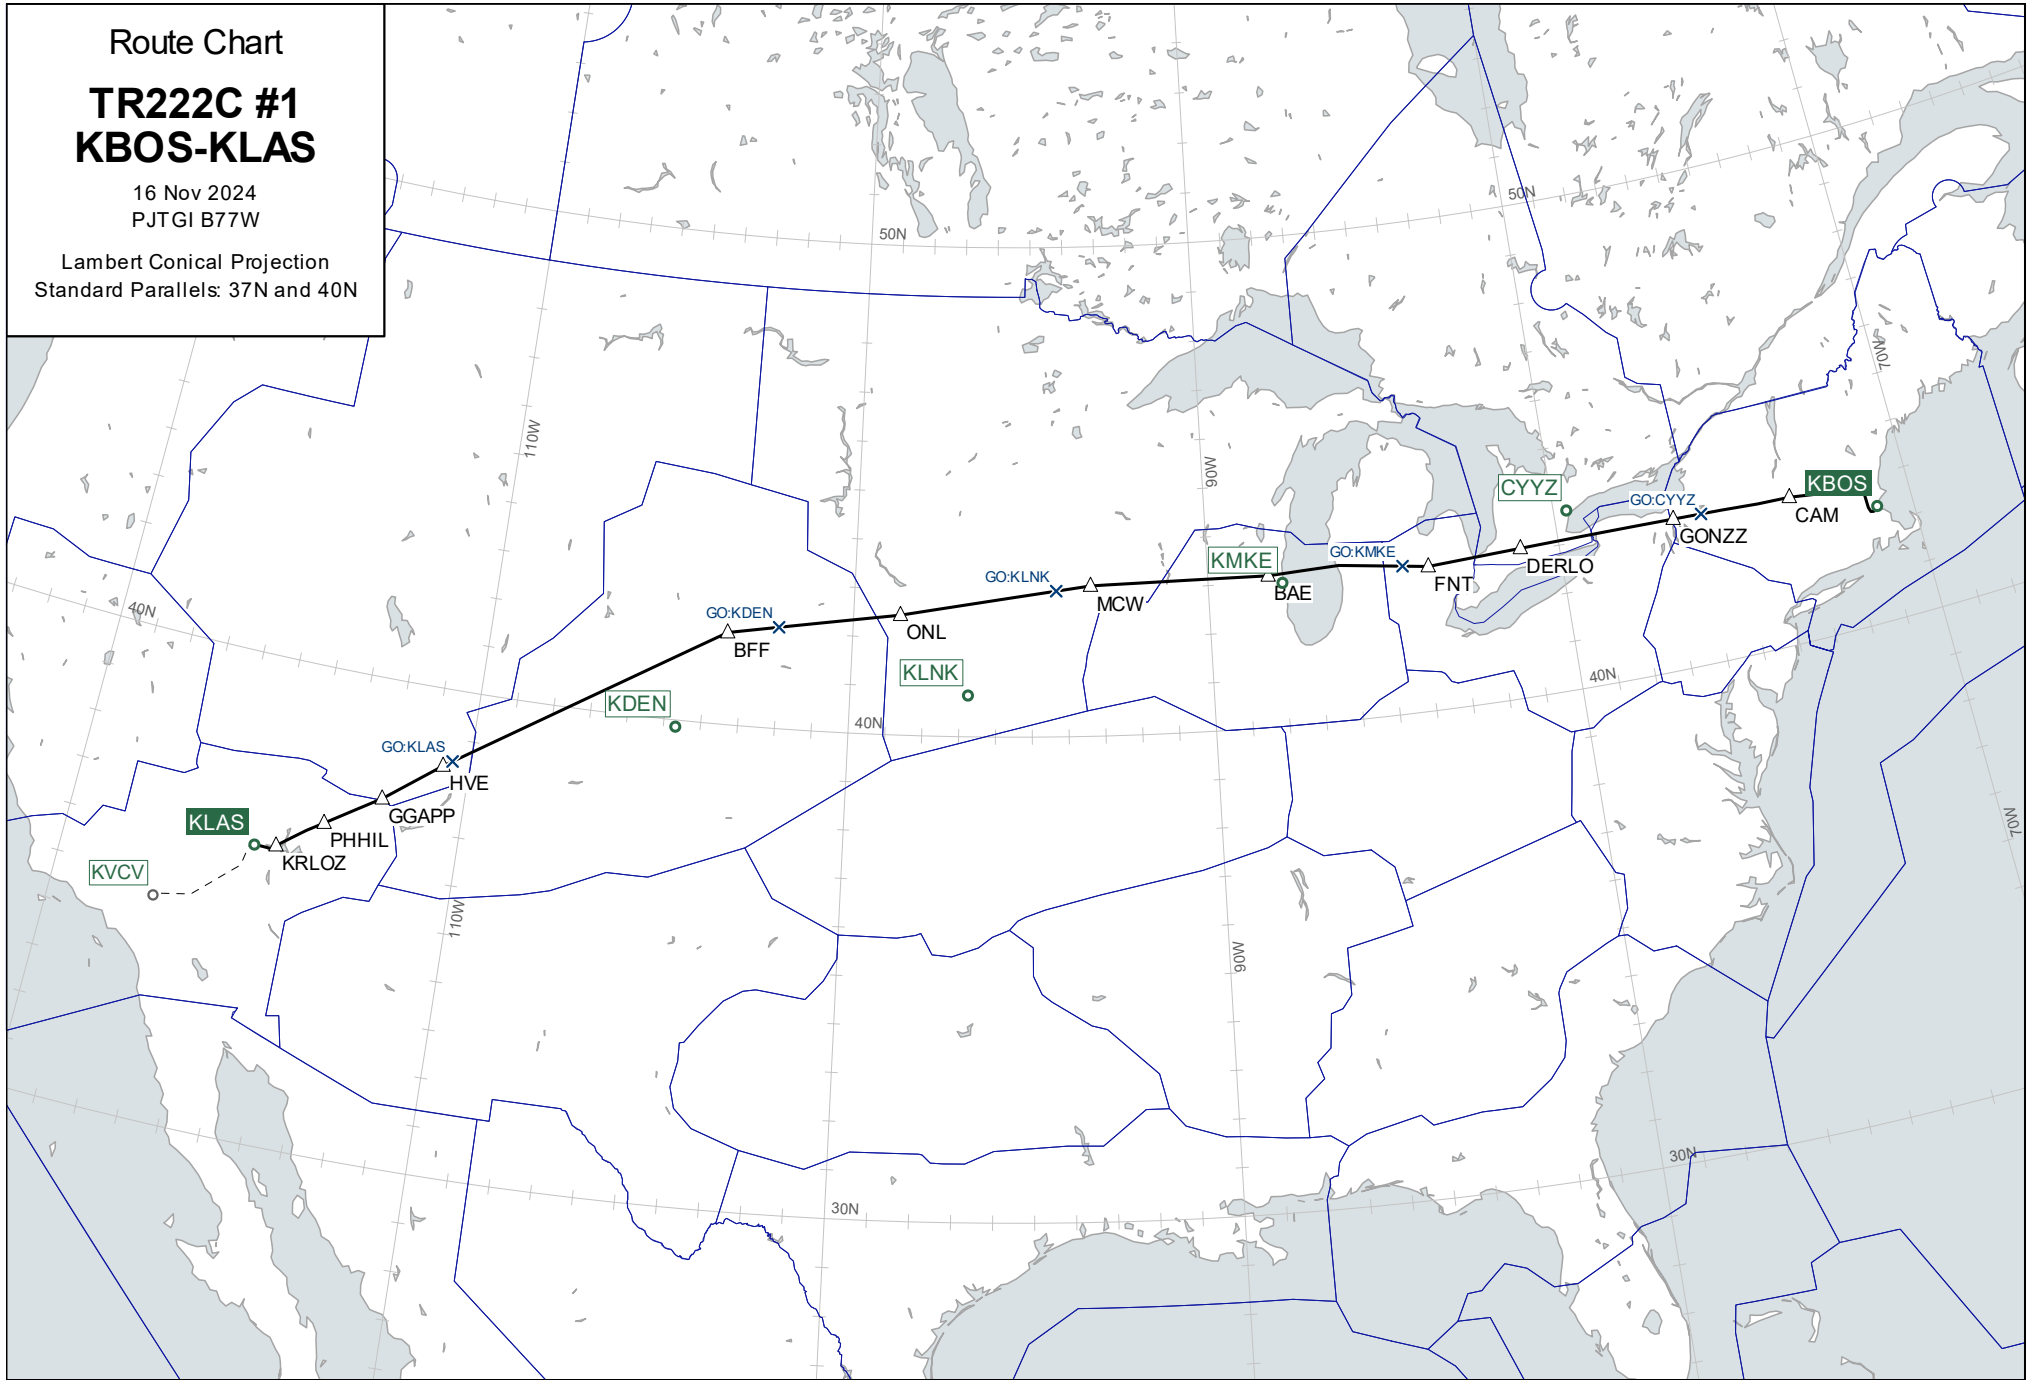 Route Chart
TR222C #1
KBOS-KLAS
16 Nov 2024
PJTGI B77W
Lambert Conical Projection
Standard Parallels: 37N and 40N
50N
50N
70W
110W
90W
CYYZ
KBOS
GO:CYYZ
CAM
GONZZ
KMKE
GO:KMKE
DERLO
FNT
BAE
GO:KLNK
MCW
40N
GO:KDEN
ONL
BFF
KLNK
40N
KDEN
40N
GO:KLAS
HVE
GGAPP
KLAS
PHHIL
KRLOZ
70W
KVCV
110W
90W
30N
30N